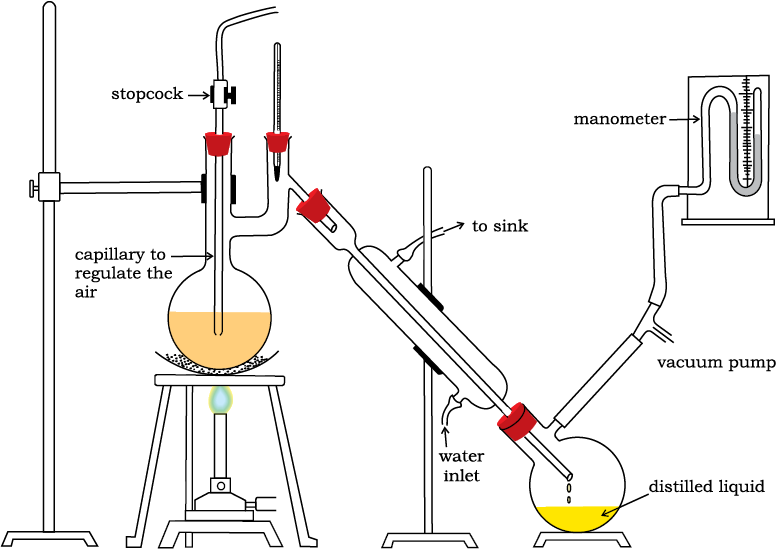 stopcock
manometer
to sink
capillary to
regulate the
air
vacuum pump
water
inlet
distilled liquid